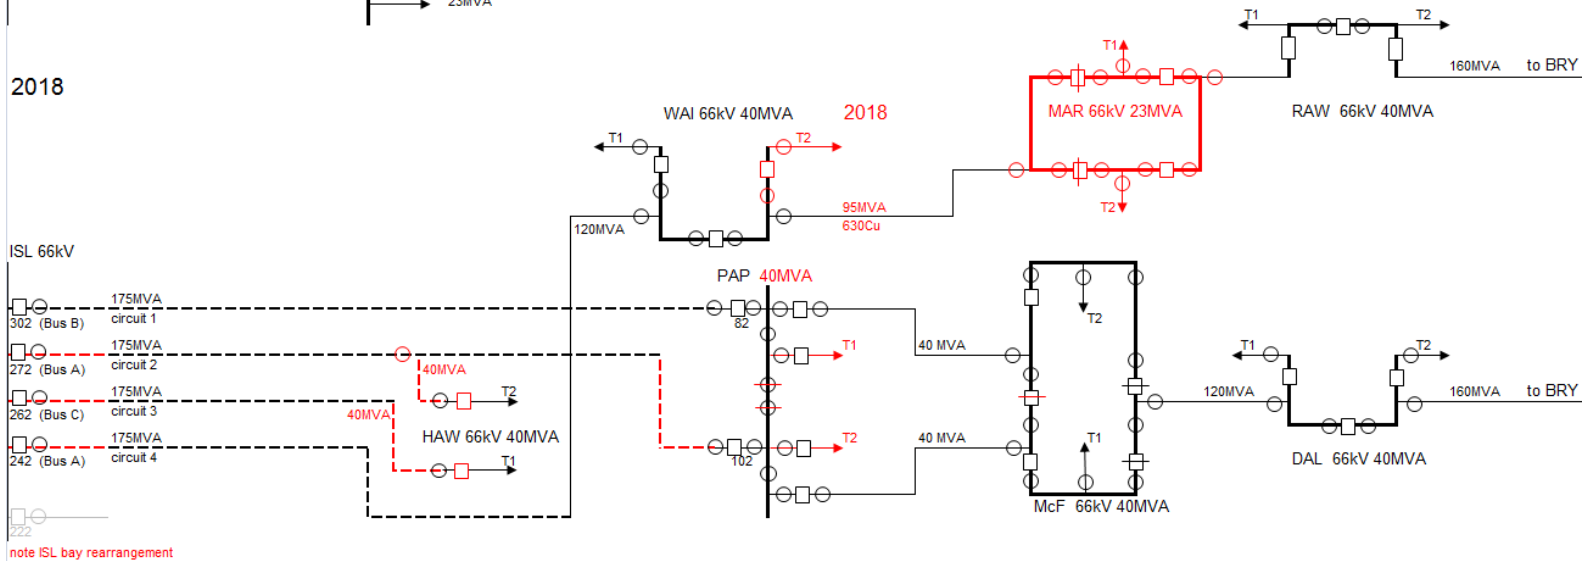 23MVA
T1
T2
T1
160MVA to BRY
2018
WAI 66kV 40MVA
2018
MAR 66kV 23MVA
RAW 66kV 40MVA
T1
T2
T2
95MVA
120MVA
630Cu
ISL 66kV
PAP 40MVA
175MVA
302 (Bus B)
circuit 1
82
T2
175MVA
T1
40 MVA
T1
T2
272 (Bus A)
circuit 2
40MVA
175MVA
T2
120MVA
160MVA to BRY
262 (Bus C)
circuit 3
40MVA
HAW 66kV 40MVA
175MVA
T2
40 MVA
T1
242 (Bus A)
circuit 4
T1
102
DAL 66kV 40MVA
McF 66kV 40MVA
222
note ISL bay rearrangement